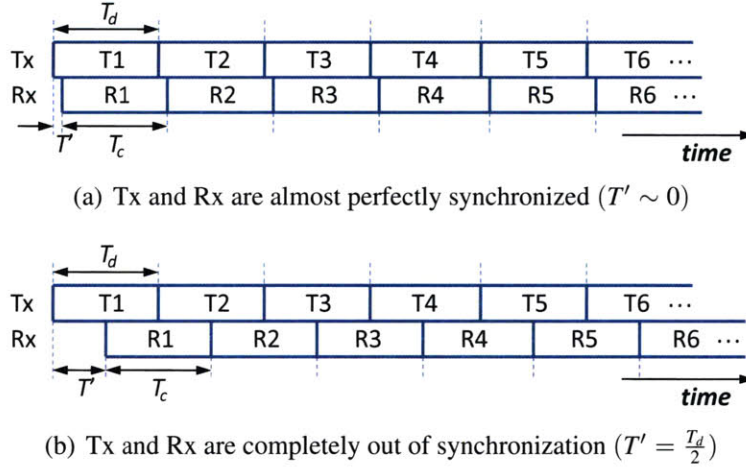 T_d
Tx T1 T2 T3 T4 T5 T6 ···
Rx R1 R2 R3 R4 R5 R6 ···
T' T_c
time
(a) Tx and Rx are almost perfectly synchronized (T' ∼ 0)
T_d
Tx T1 T2 T3 T4 T5 T6 ···
Rx R1 R2 R3 R4 R5 R6 ···
T' T_c
time
(b) Tx and Rx are completely out of synchronization (T' = T_d/2)